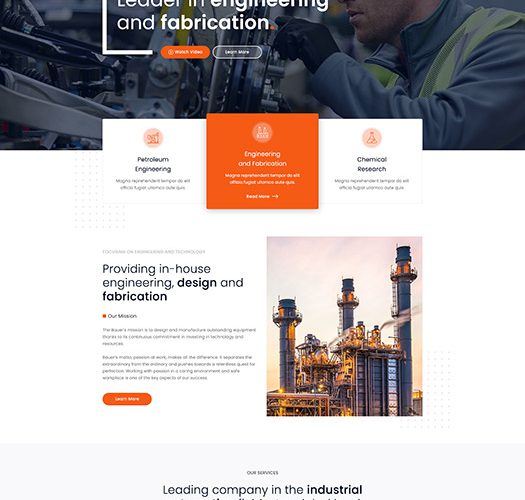 Leader in engineering
and fabrication.
Watch Video
Learn More
Petroleum
Engineering
Magna reprehenderit tempor do elit
officia fugiat ullamco aute quis.
Engineering
and Fabrication
Magna reprehenderit tempor do elit
officia fugiat ullamco aute quis.
Read More
Chemical
Research
Magna reprehenderit tempor do elit
officia fugiat ullamco aute quis.
FOCUSING ON ENGINEERING AND TECHNOLOGY
Providing in-house
engineering, design and
fabrication
Our Mission
The Bauer's mission is to design and manufacture outstanding equipment
thanks to its continuous commitment in investing in technology and
resources
Bauer's motto, passion at work, makes all the difference: it separates the
extraordinary from the ordinary and pushes towards a relentless quest for
perfection. Working with passion in a caring environment and safe
workplace is one of the key aspects of our success.
Learn More
OUR SERVICES
Leading company in the industrial